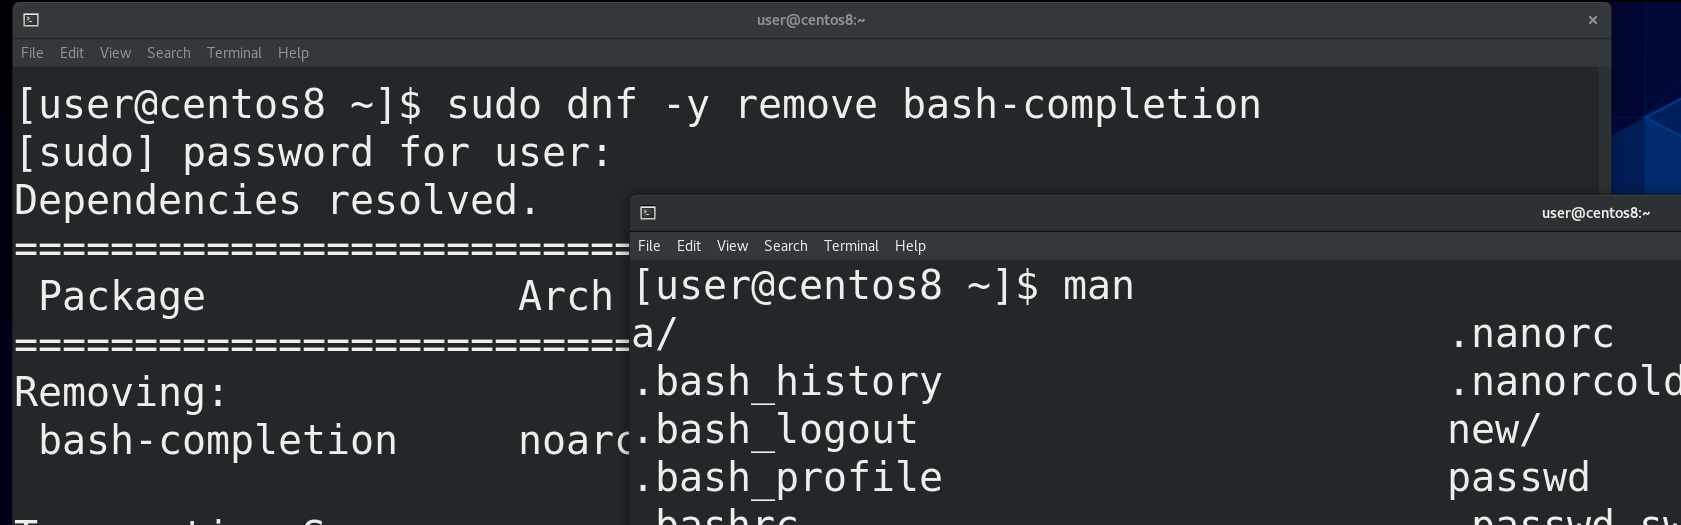 user@centos8:~
File Edit View Search Terminal Help
[user@centos8 ~]$ sudo dnf -y remove bash-completion
[sudo] password for user:
Dependencies resolved.
==========================
Package Arch
==========================
Removing:
bash-completion noarc
user@centos8:~
File Edit View Search Terminal Help
[user@centos8 ~]$ man
a/ .nanorc
.bash_history .nanorcold
.bash_logout new/
.bash_profile passwd
.bashrc